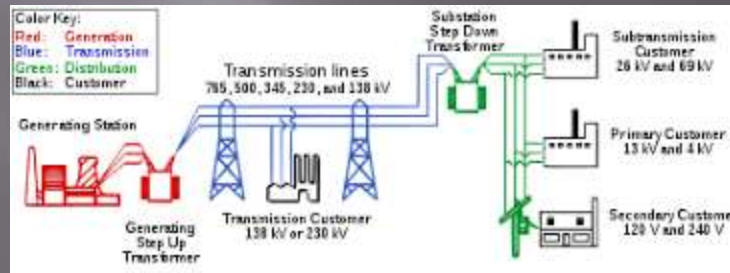 Color Key:
Red: Generation
Blue: Transmission
Green: Distribution
Black: Customer
Substation
Step Down
Transformer
Subtransmission
Customer
26 kV and 69 kV
Transmission lines
765, 500, 345, 230, and 138 kV
Generating Station
Primary Customer
13 kV and 4 kV
Transmission Customer
138 kV or 230 kV
Generating
Step Up
Transformer
Secondary Custome
120 V and 240 V